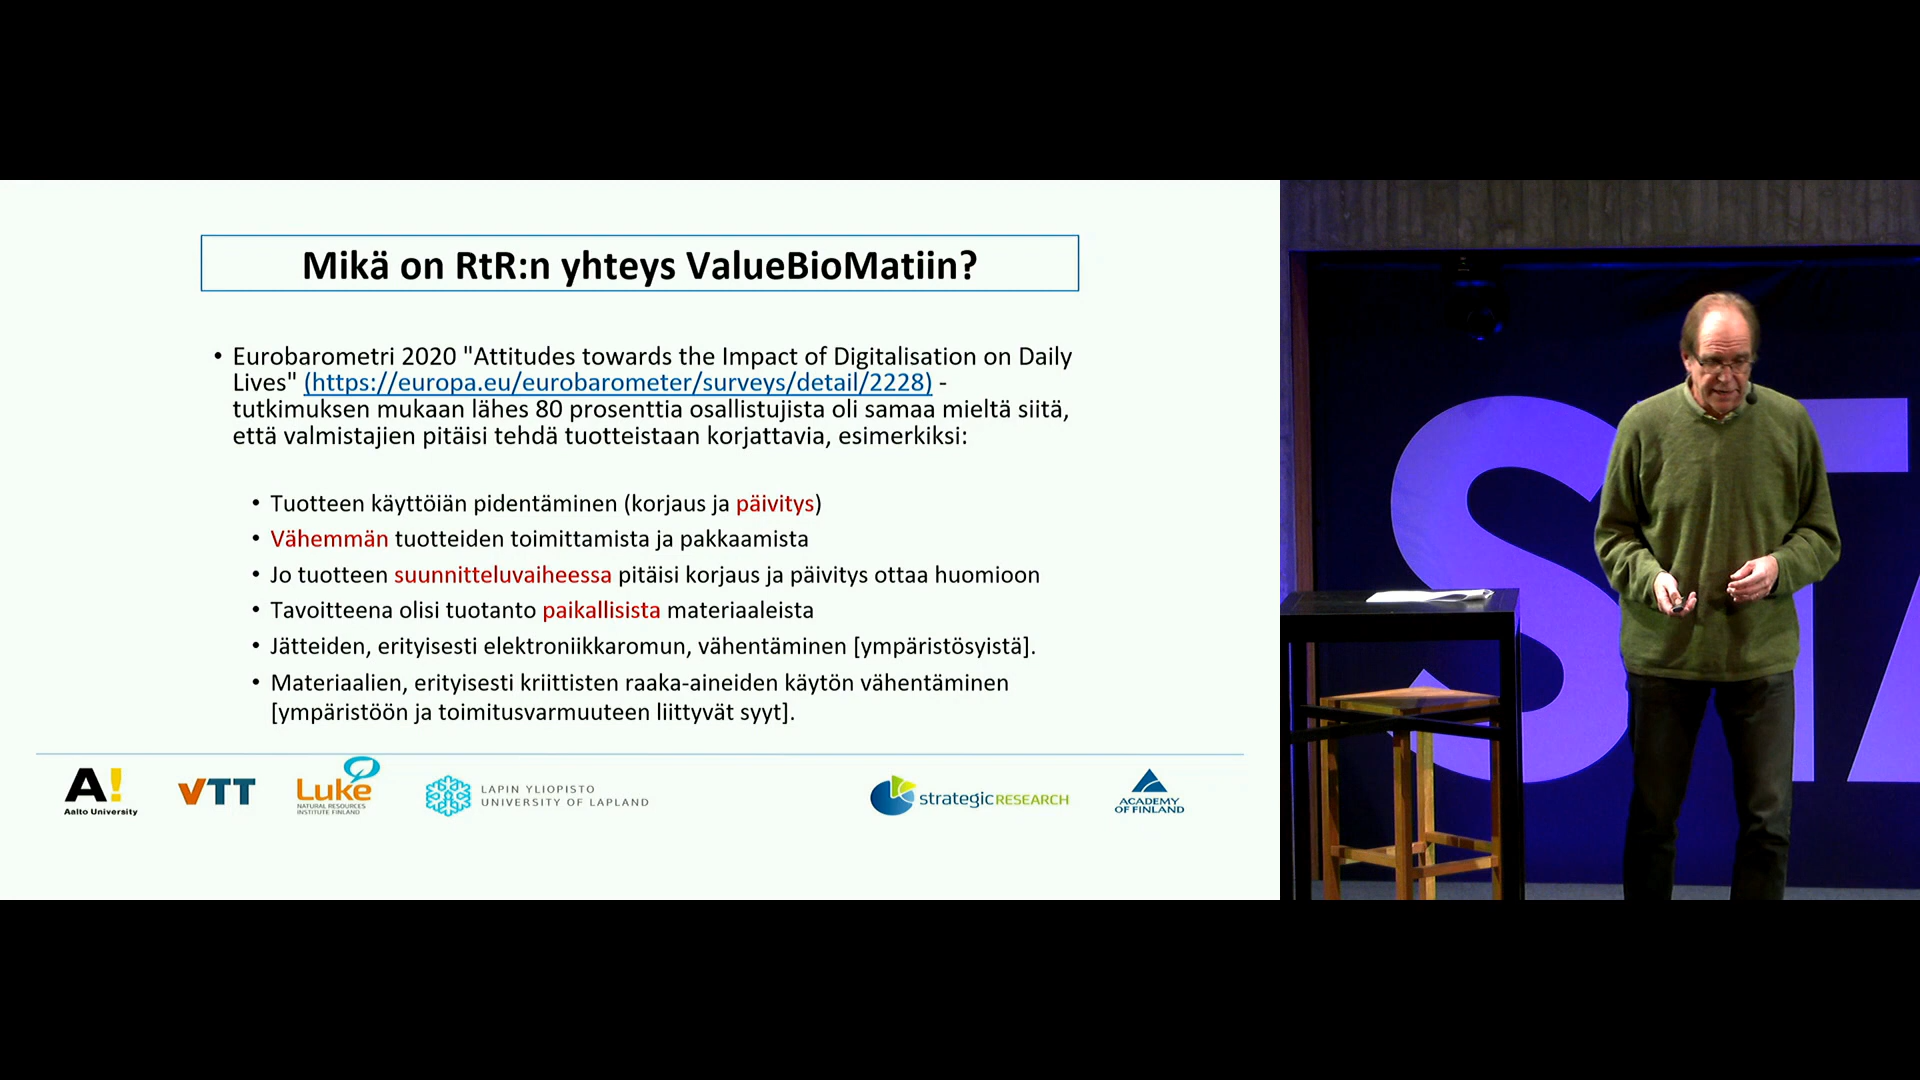 Mikä on RtR:n yhteys ValueBioMatiin?
• Eurobarometri 2020 "Attitudes towards the Impact of Digitalisation on Daily
Lives" (https://europa.eu/eurobarometer/surveys/detail/2228) -
tutkimuksen mukaan lähes 80 prosenttia osallistujista oli samaa mieltä siitä,
että valmistajien pitäisi tehdä tuotteistaan korjattavia, esimerkiksi:
• Tuotteen käyttöiän pidentäminen (korjaus ja päivitys)
• Vähemmän tuotteiden toimittamista ja pakkaamista
• Jo tuotteen suunnitteluvaiheessa pitäisi korjaus ja päivitys ottaa huomioon
• Tavoitteena olisi tuotanto paikallisista materiaaleista
• Jätteiden, erityisesti elektroniikkaromun, vähentäminen [ympäristösyistä].
• Materiaalien, erityisesti kriittisten raaka-aineiden käytön vähentäminen
[ympäristöön ja toimitusvarmuuteen liittyvät syyt].
A!
Aalto University
VTT
Luke
NATURAL RESOURCES
INSTITUTE FINLAND
LAPIN YLIOPISTO
UNIVERSITY OF LAPLAND
strategicRESEARCH
ACADEMY
OF FINLAND
STA